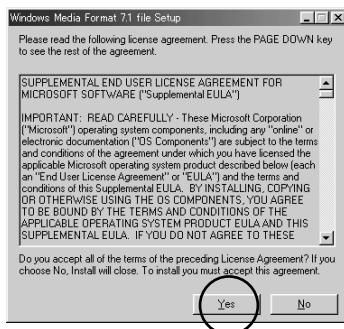 Windows Media Format 7.1 file Setup
Please read the following license agreement. Press the PAGE DOWN key
to see the rest of the agreement.
SUPPLEMENTAL END USER LICENSE AGREEMENT FOR
MICROSOFT SOFTWARE ("Supplemental EULA")
IMPORTANT: READ CAREFULLY - These Microsoft Corporation
("Microsoft") operating system components, including any "online" or
electronic documentation ("OS Components") are subject to the terms
and conditions of the agreement under which you have licensed the
applicable Microsoft operating system product described below (each
an "End User License Agreement" or "EULA") and the terms and
conditions of this Supplemental EULA. BY INSTALLING, COPYING
OR OTHERWISE USING THE OS COMPONENTS, YOU AGREE
TO BE BOUND BY THE TERMS AND CONDITIONS OF THE
APPLICABLE OPERATING SYSTEM PRODUCT EULA AND THIS
SUPPLEMENTAL EULA. IF YOU DO NOT AGREE TO THESE
Do you accept all of the terms of the preceding License Agreement? If you
choose No, Install will close. To install you must accept this agreement.
Yes No